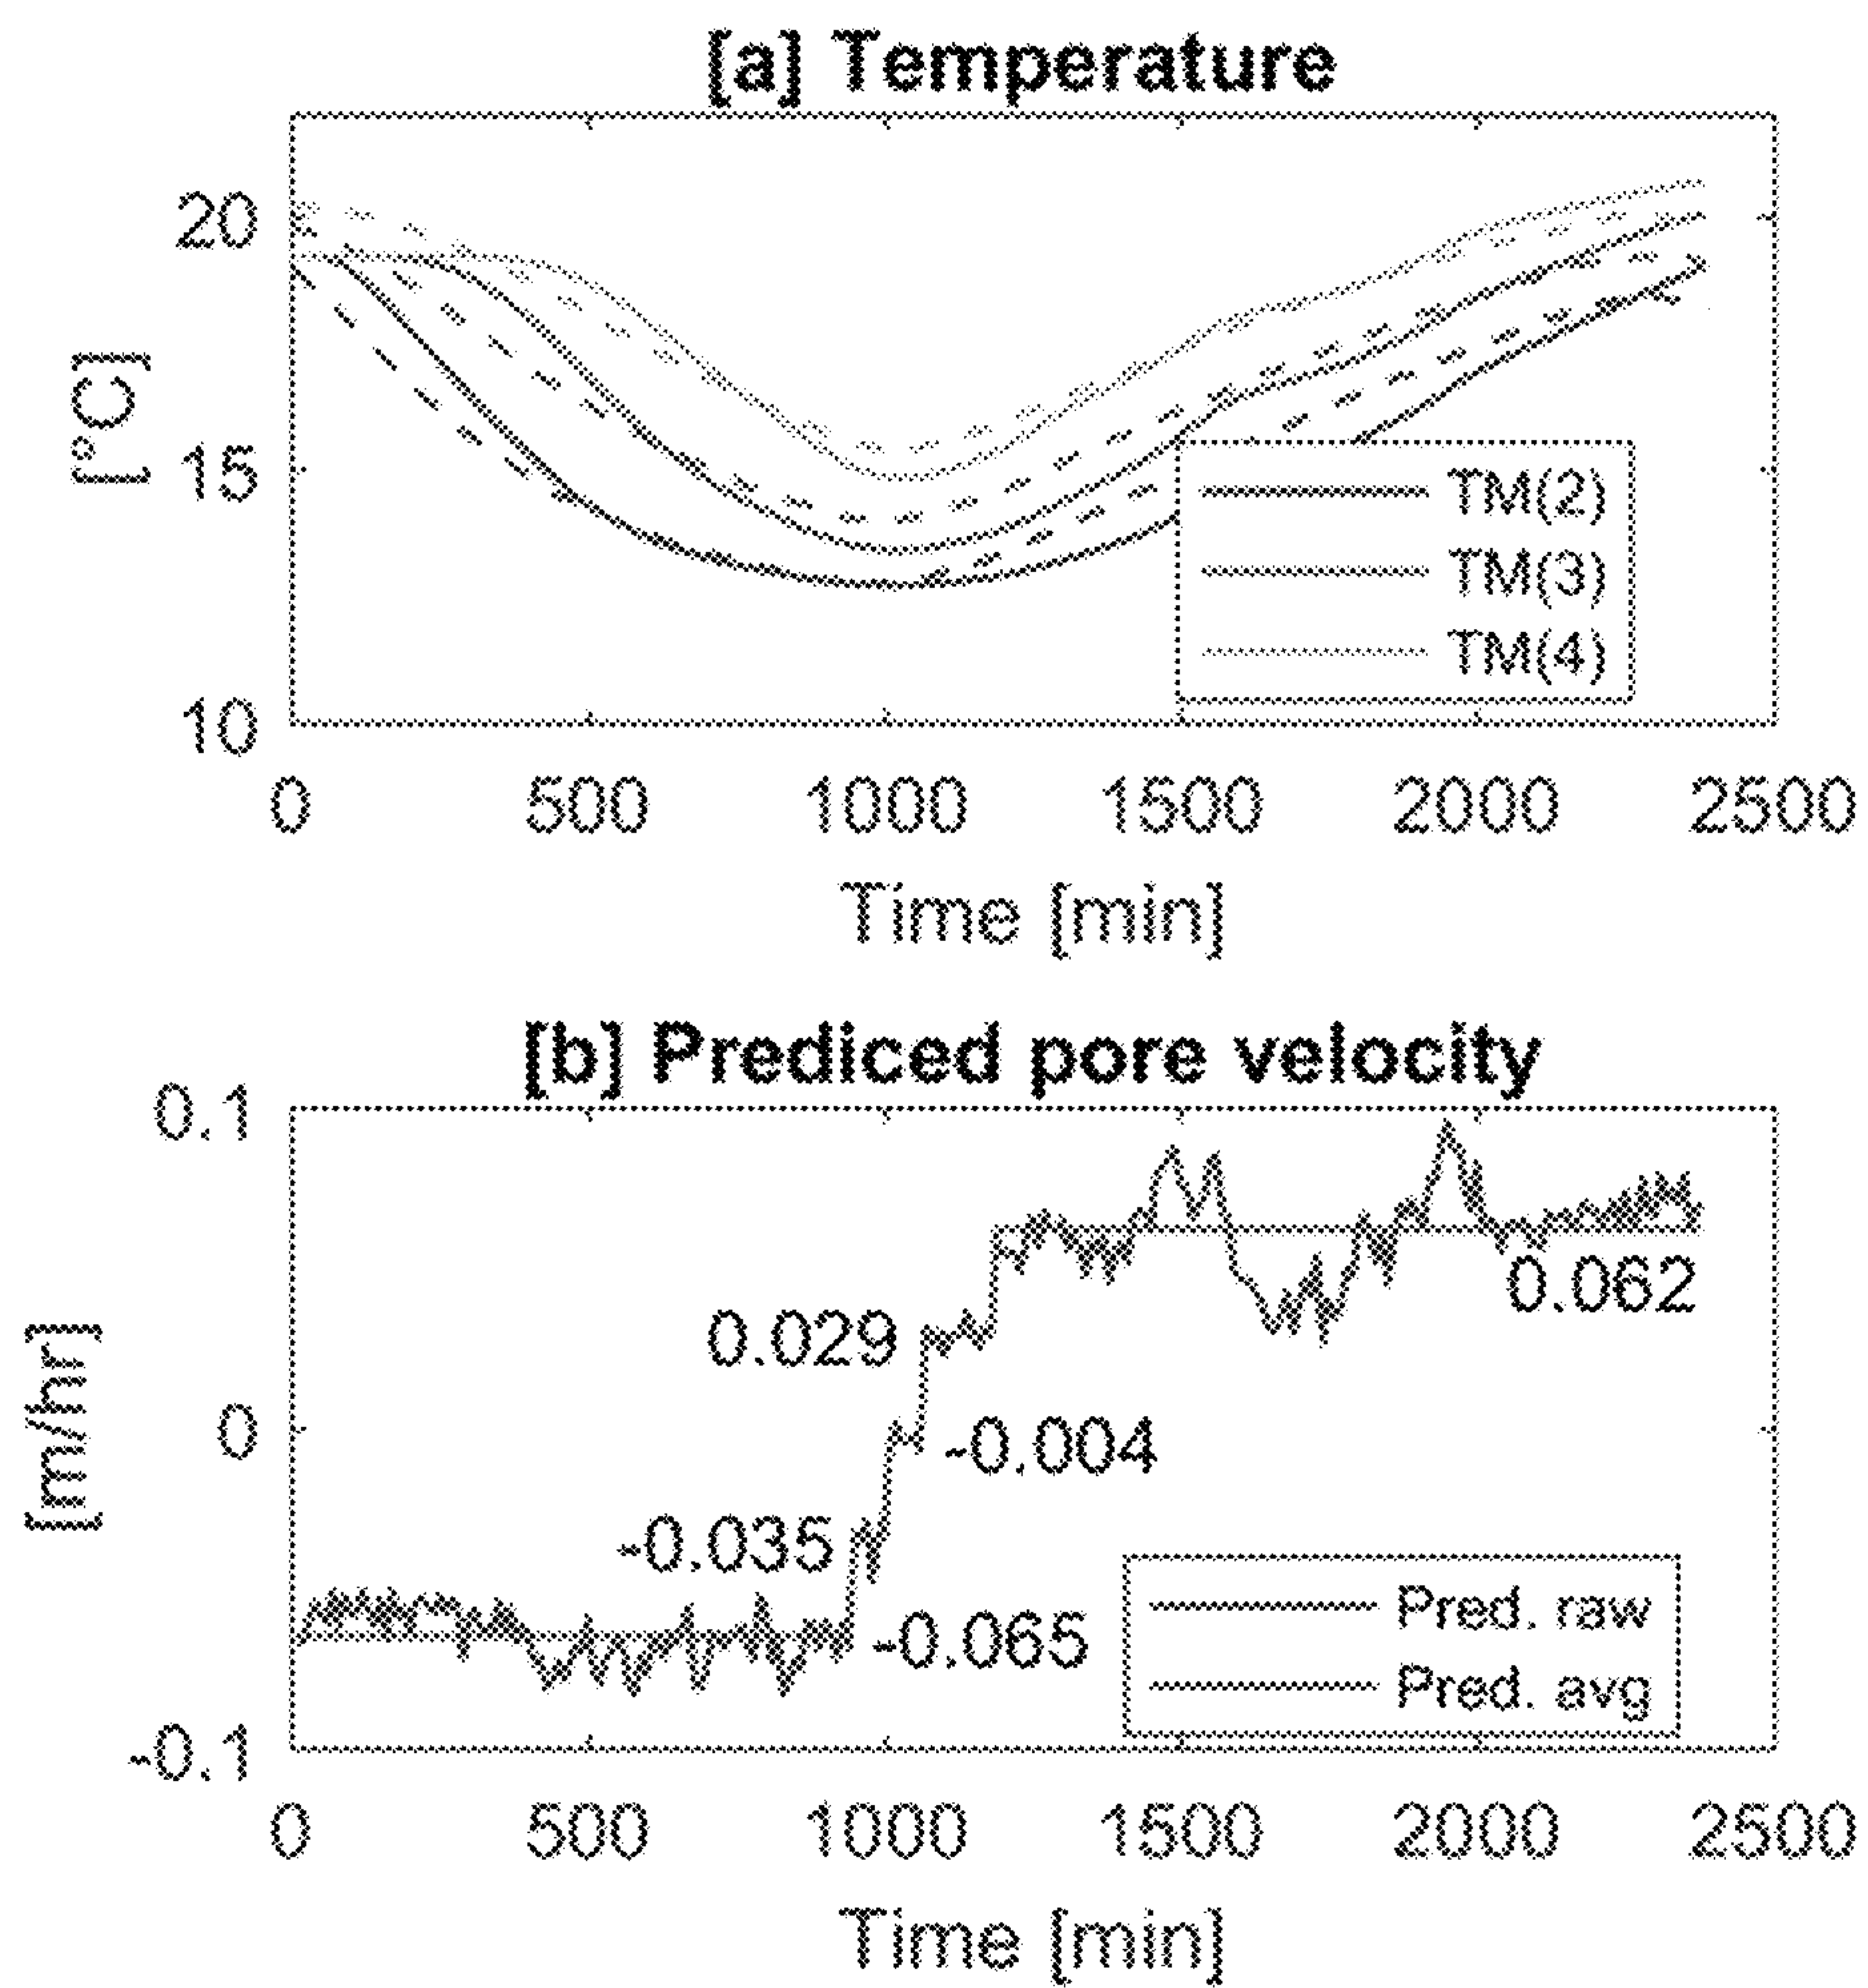 [a] Temperature
20
15
10
[°C]
TM(2)
TM(3)
TM(4)
0 500 1000 1500 2000 2500
Time [min]
[b] Prediced pore velocity
0.1
0
-0.1
[m/hr]
0.062
0.029
-0.004
-0.035
-0.065
Pred. raw
Pred. avg
0 500 1000 1500 2000 2500
Time [min]